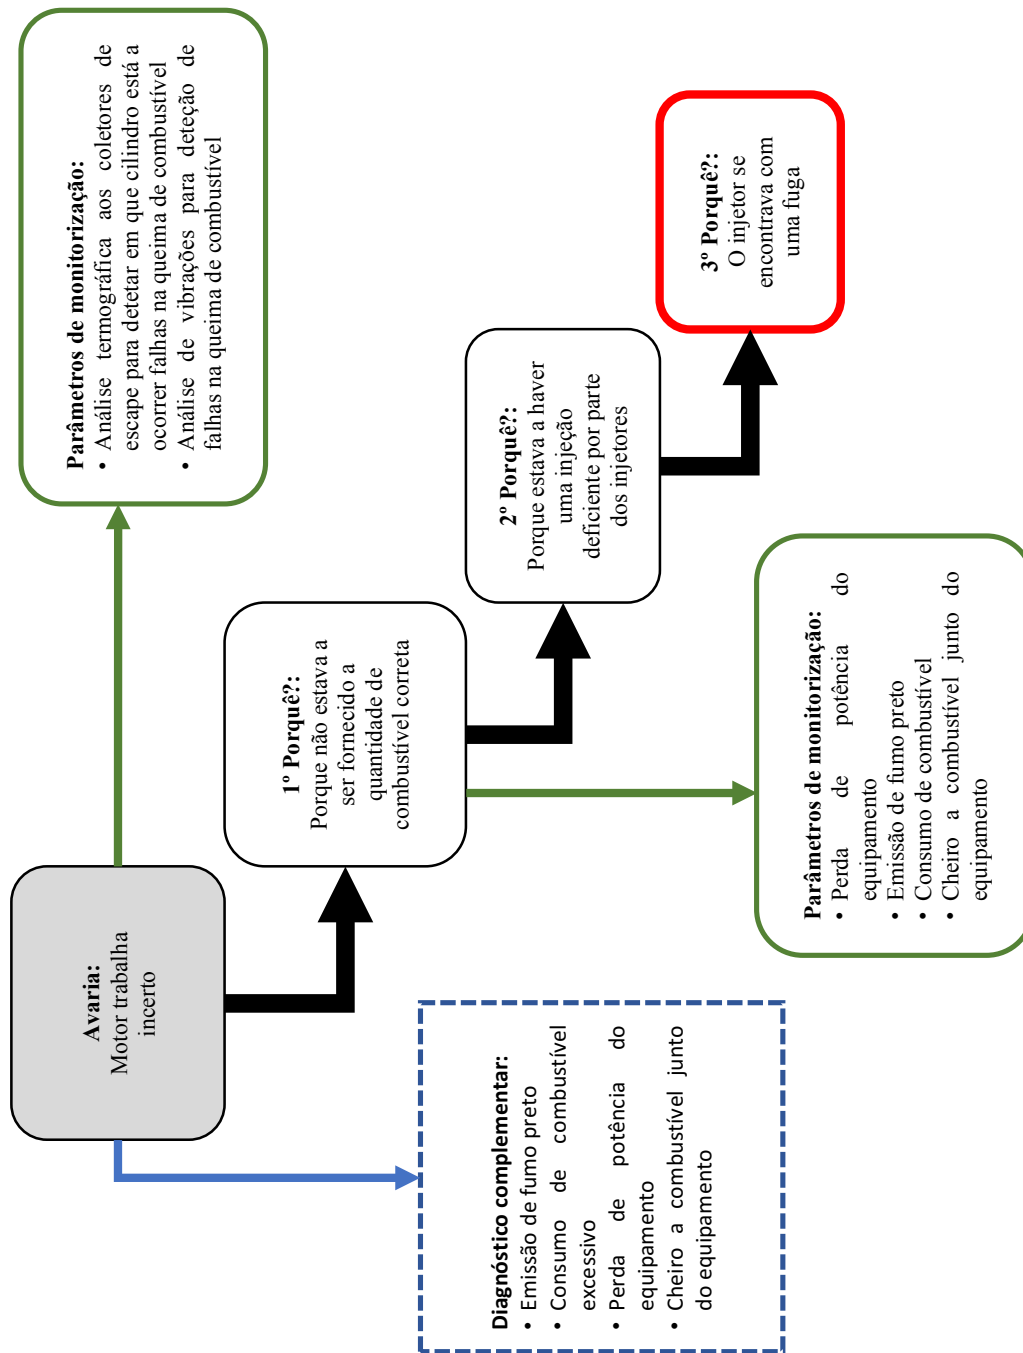 Avaria:
Motor trabalha
incerto
Parâmetros de monitorização:
• Análise termográfica aos coletores de
escape para detetar em que cilindro está a
ocorrer falhas na queima de combustível
• Análise de vibrações para deteção de
falhas na queima de combustível
Diagnóstico complementar:
• Emissão de fumo preto
• Consumo de combustível
excessivo
• Perda de potência do
equipamento
• Cheiro a combustível junto
do equipamento
1º Porquê?:
Porque não estava a
ser fornecido a
quantidade de
combustível correta
2º Porquê?:
Porque estava a haver
uma injeção
deficiente por parte
dos injetores
3º Porquê?:
O injetor se
encontrava com
uma fuga
Parâmetros de monitorização:
• Perda de potência do
equipamento
• Emissão de fumo preto
• Consumo de combustível
• Cheiro a combustível junto do
equipamento